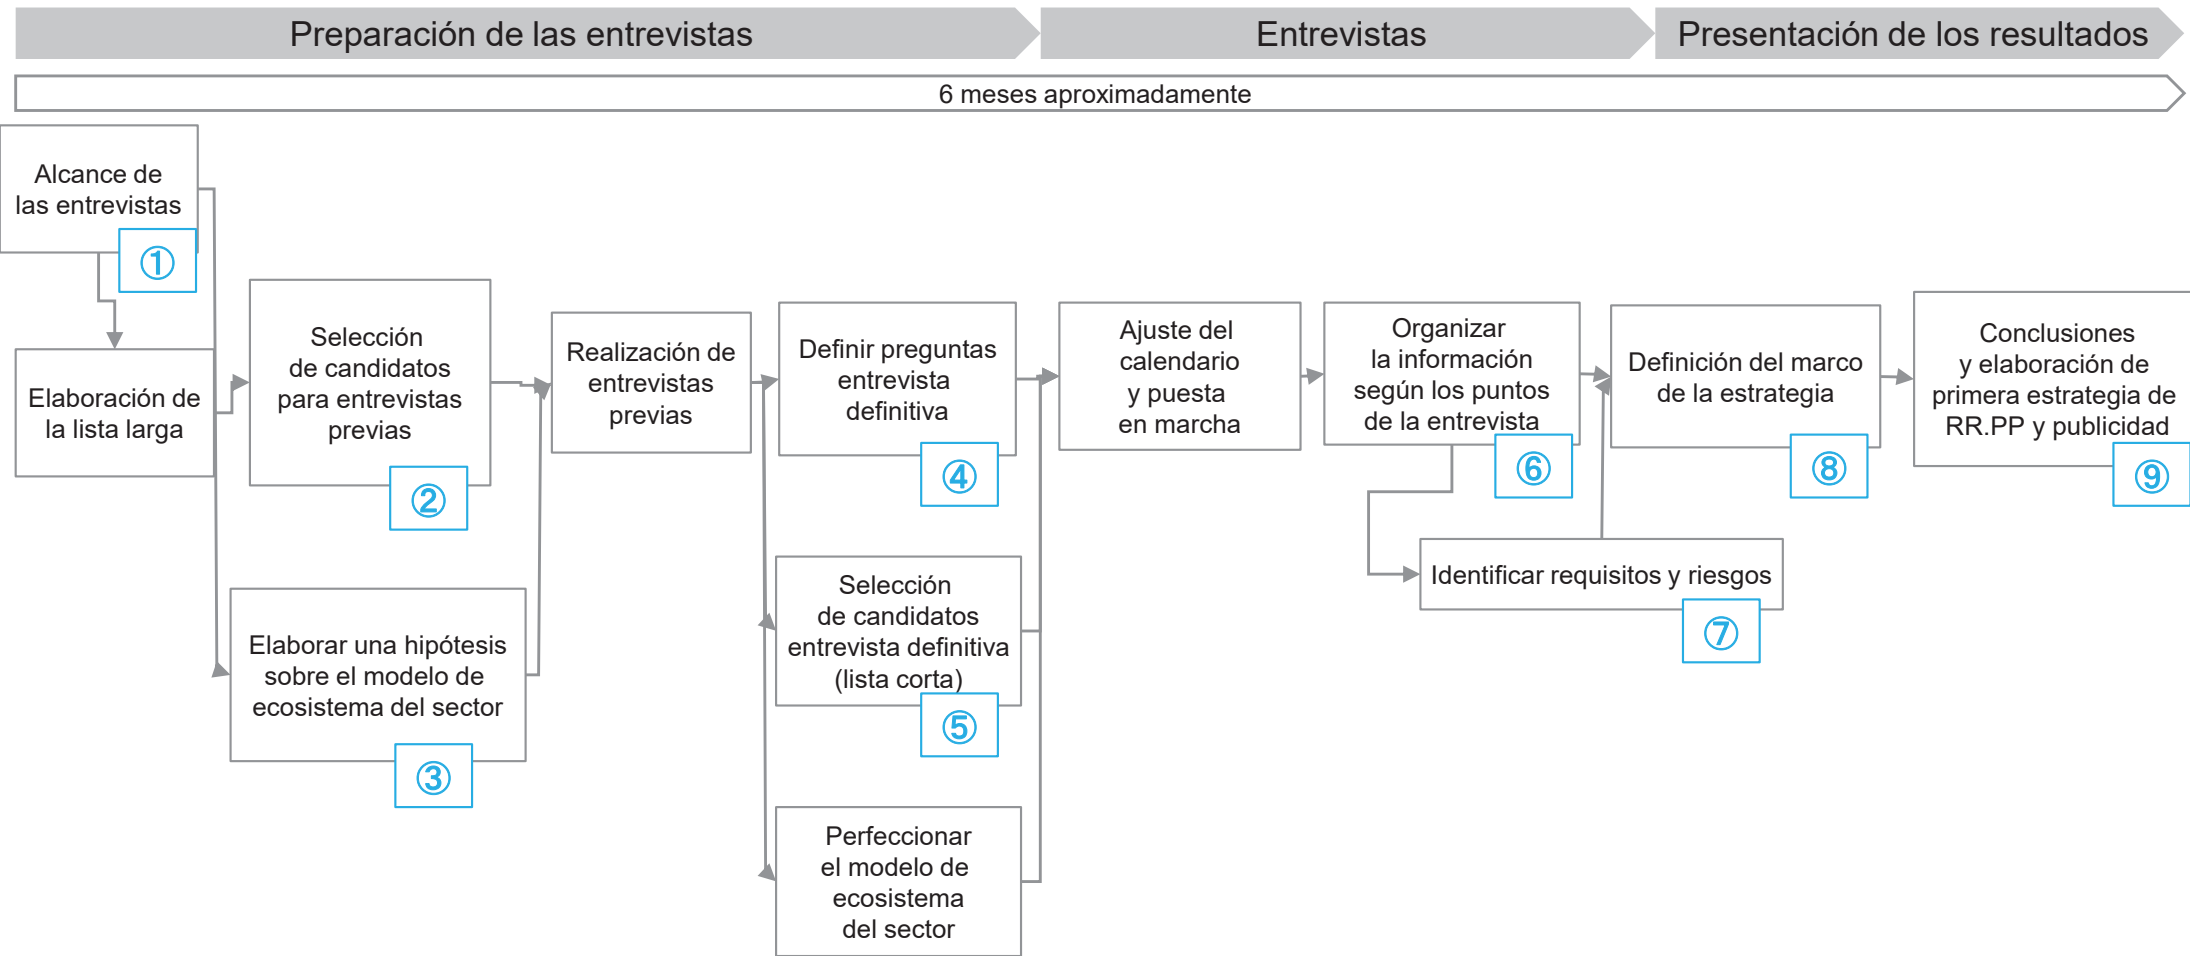 Preparación de las entrevistas
Entrevistas
Presentación de los resultados
6 meses aproximadamente
Alcance de
las entrevistas
①
Elaboración de
la lista larga
Selección
de candidatos
para entrevistas
previas
②
Elaborar una hipótesis
sobre el modelo de
ecosistema del sector
③
Realización de
entrevistas
previas
Definir preguntas
entrevista
definitiva
④
Selección
de candidatos
entrevista definitiva
(lista corta)
⑤
Perfeccionar
el modelo de
ecosistema
del sector
Ajuste del
calendario
y puesta
en marcha
Organizar
la información
según los puntos
de la entrevista
⑥
Identificar requisitos y riesgos
⑦
Definición del marco
de la estrategia
⑧
Conclusiones
y elaboración de
primera estrategia de
RR.PP y publicidad
⑨